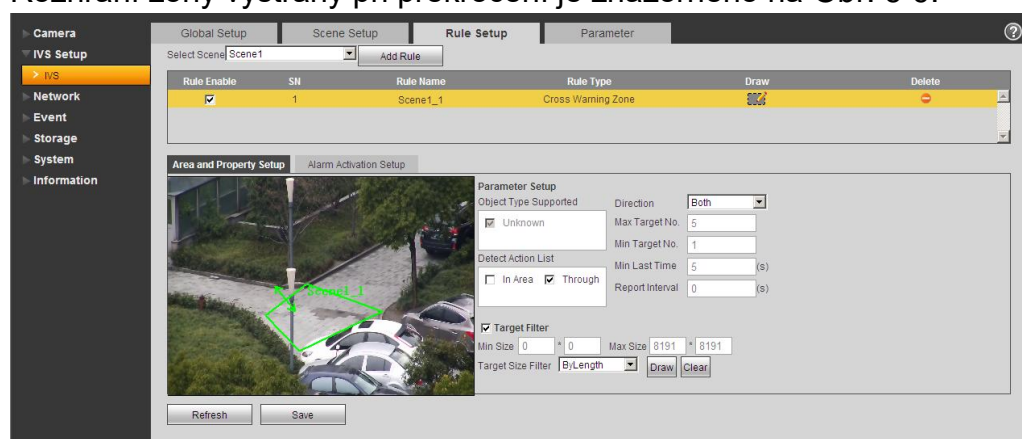 Rozhraní zóny výstrahy při překročení je znázorněno na Obr.
Camera
IVS Setup
> IVS
Network
Event
Storage
System
Information
Global Setup Scene Setup Rule Setup Parameter ?
Select Scene Scene1 Add Rule
Rule Enable SN Rule Name Rule Type Draw Delete
1 Scene1_1 Cross Warning Zone
Area and Property Setup Alarm Activation Setup
Scene1_1
Parameter Setup
Object Type Supported
Unknown
Detect Action List
In Area Through
Direction Both
Max Target No. 5
Min Target No. 1
Min Last Time 5 (s)
Report Interval 0 (s)
Target Filter
Min Size 0 * 0 Max Size 8191 * 8191
Target Size Filter ByLength Draw Clear
Refresh Save